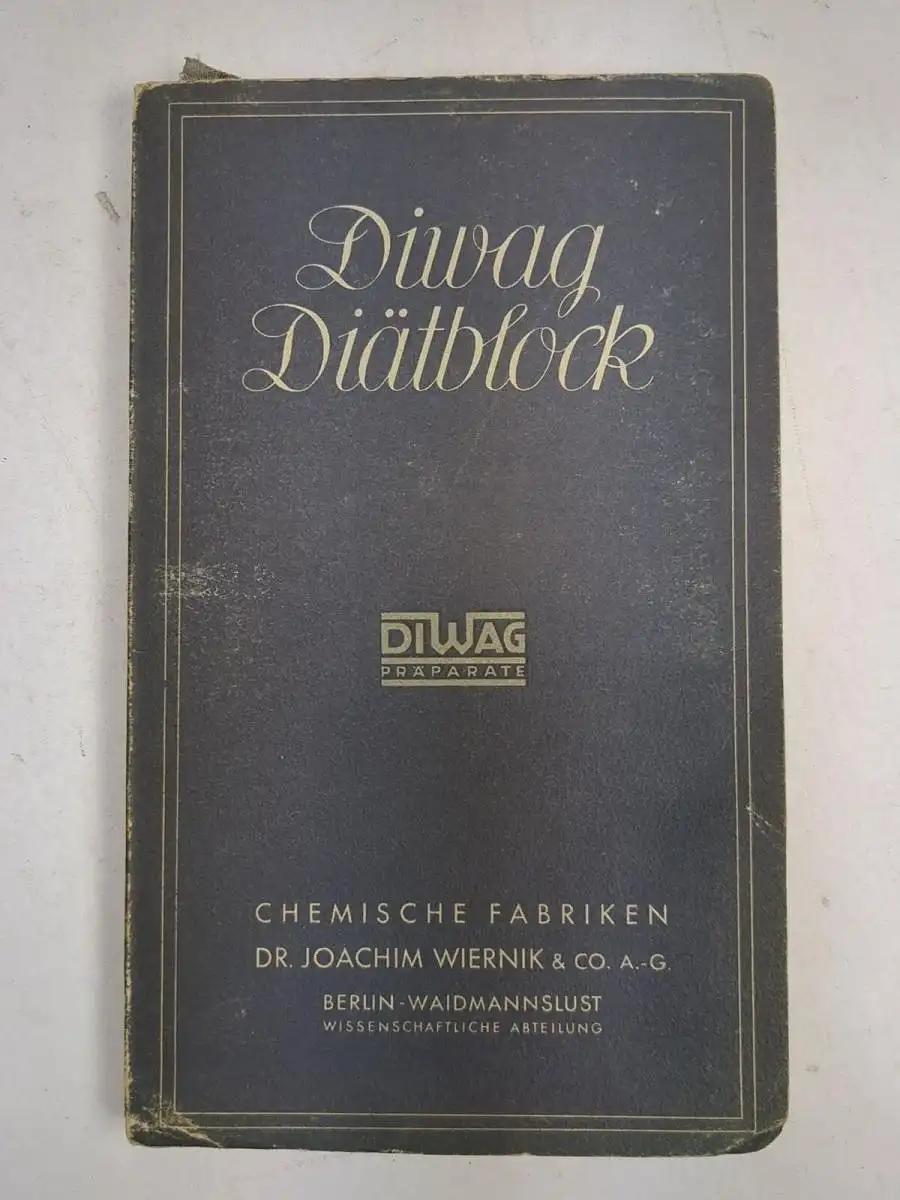 Diwag
Diätblock
DIWAG
PRÄPARATE
CHEMISCHE FABRIKEN
DR. JOACHIM WIERNIK & CO. A.-G.
BERLIN-WAIDMANNSLUST
WISSENSCHAFTLICHE ABTEILUNG